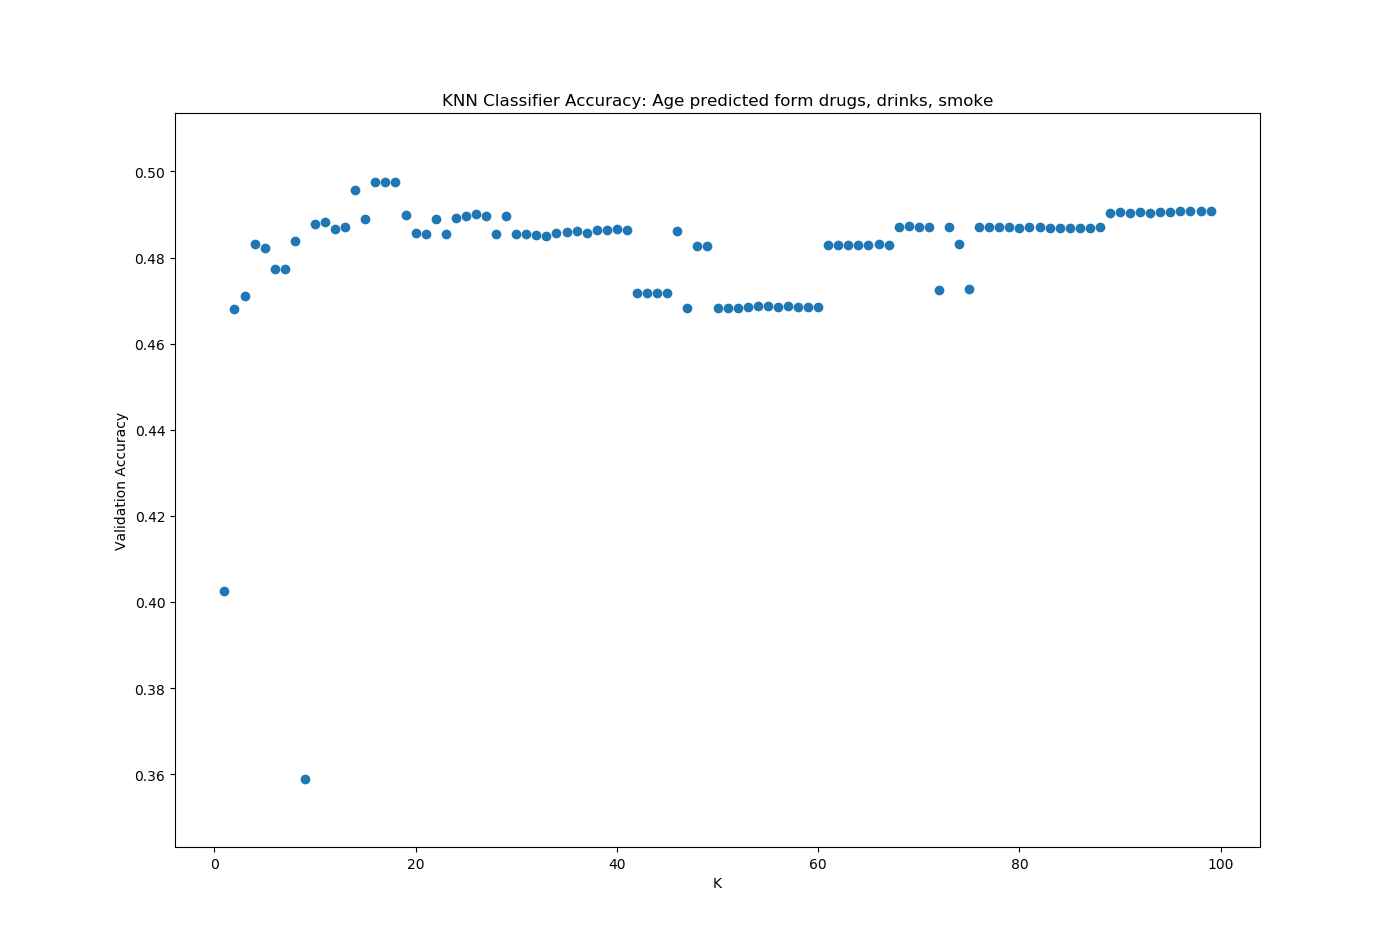 KNN Classifier Accuracy: Age predicted form drugs, drinks, smoke
0.50
0.48
0.46
0.44
0.42
0.40
0.38
0.36
Validation Accuracy
0 20 40 60 80 100
K